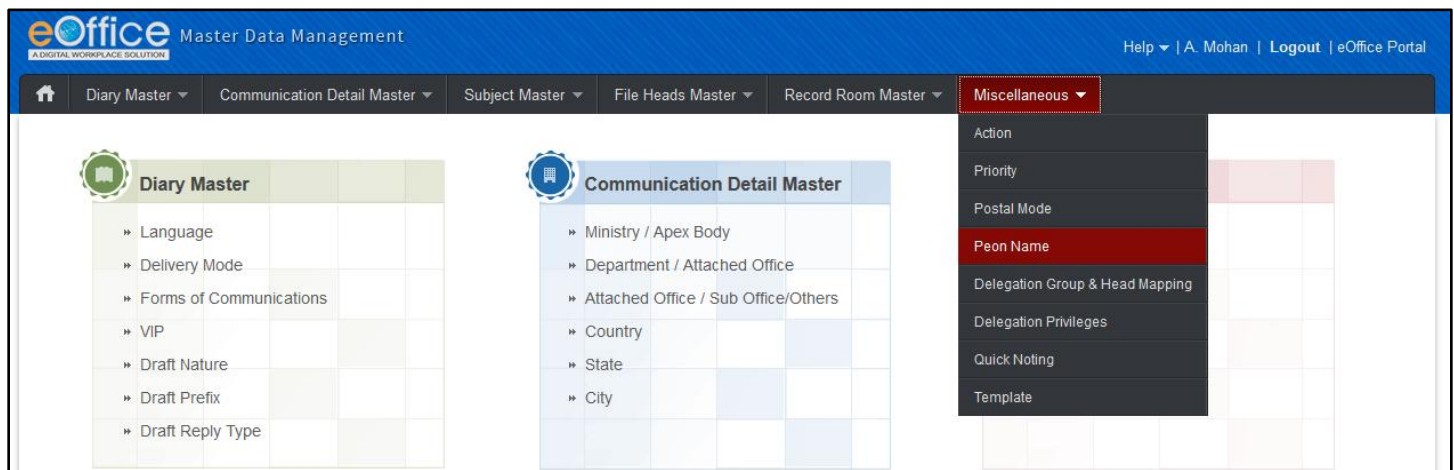 eOffice Master Data Management
A DIGITAL WORKPLACE SOLUTION
Help | A. Mohan | Logout | eOffice Portal
Diary Master Communication Detail Master Subject Master File Heads Master Record Room Master Miscellaneous
Action
Priority
Postal Mode
Peon Name
Delegation Group & Head Mapping
Delegation Privileges
Quick Noting
Template
Diary Master
» Language
» Delivery Mode
» Forms of Communications
» VIP
» Draft Nature
» Draft Prefix
» Draft Reply Type
Communication Detail Master
» Ministry / Apex Body
» Department / Attached Office
» Attached Office / Sub Office/Others
» Country
» State
» City